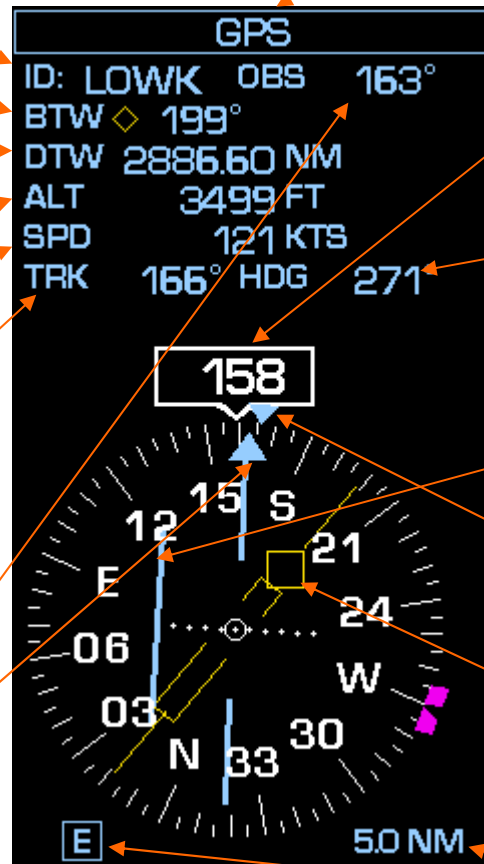 GPS
ID: LOWK OBS 163°
BTW 199°
DTW 2886.60 NM
ALT 3499 FT
SPD 121 KTS
TRK 166° HDG 271°
158
15 S
12 21
E 24
06 W
03 30
N 33
E 5.0 NM